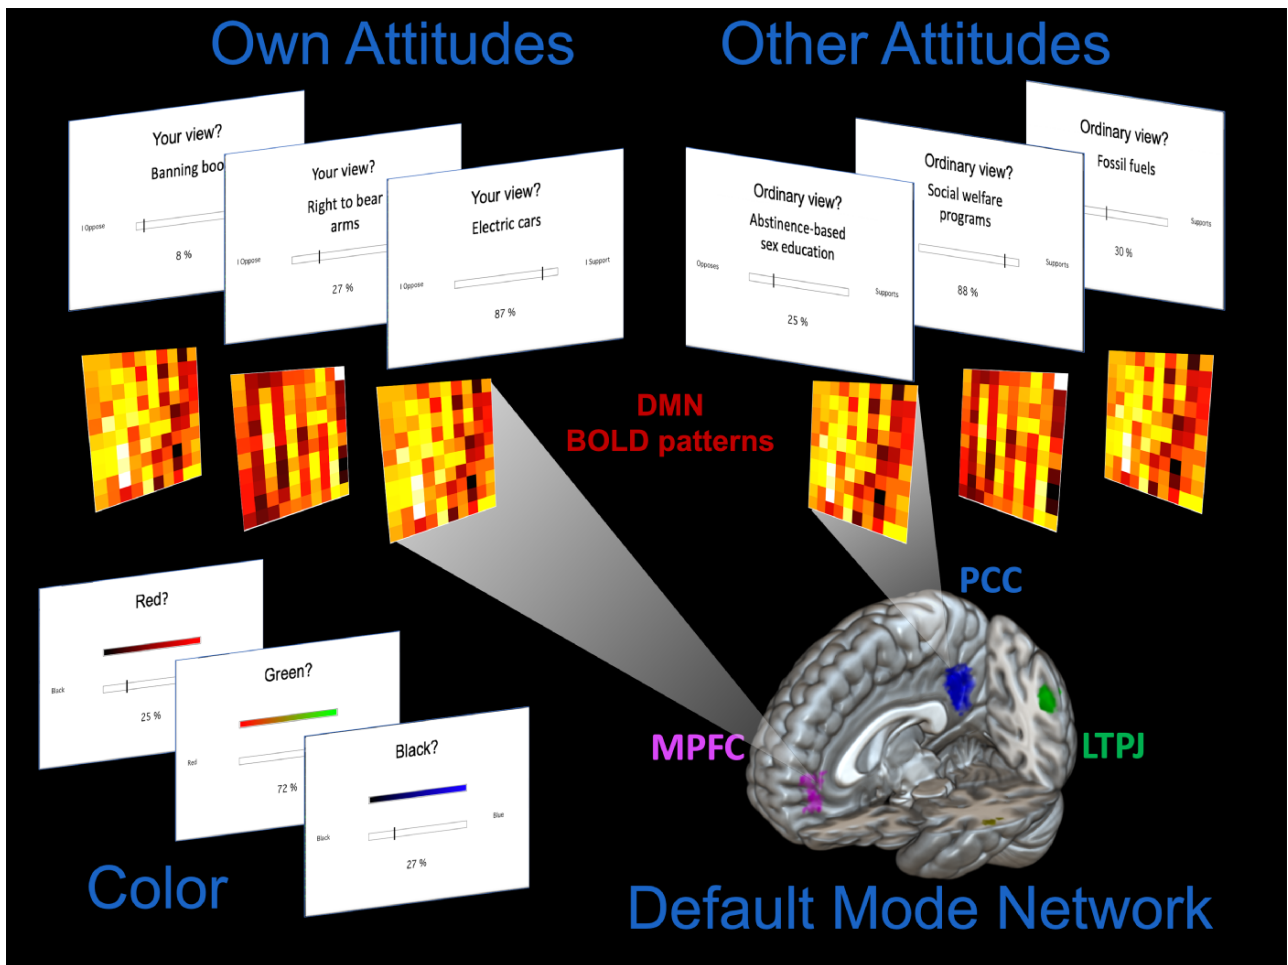 Own Attitudes
Other Attitudes
Your view?
Banning boo
I Oppose
8 %
Your view?
Right to bear
arms
I Oppose
27 %
Your view?
Electric cars
I Oppose
I Support
87 %
Ordinary view?
Abstinence-based
sex education
Opposes
Supports
25 %
Ordinary view?
Social welfare
programs
Supports
88 %
Ordinary view?
Fossil fuels
Supports
30 %
DMN
BOLD patterns
Red?
Black
25 %
Green?
Red
72 %
Black?
Black
Blue
27 %
Color
PCC
MPFC
LTPJ
Default Mode Network